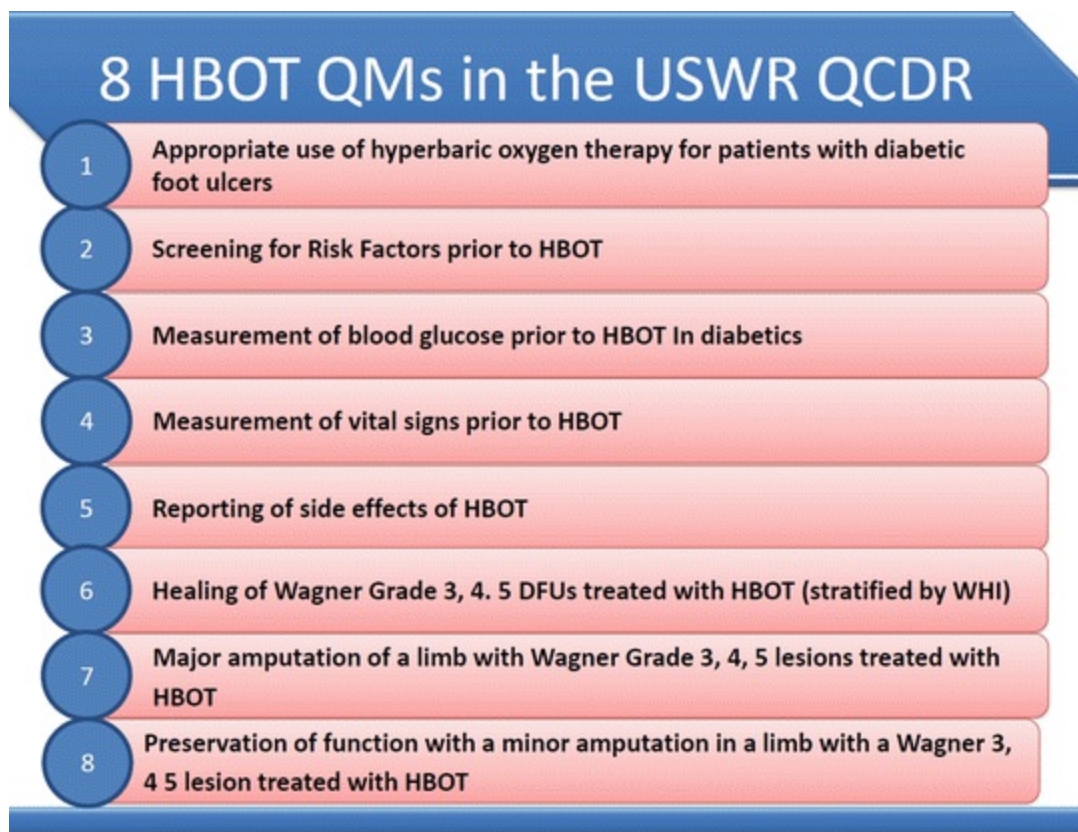 8 HBOT QMs in the USWR QCDR
1
Appropriate use of hyperbaric oxygen therapy for patients with diabetic
foot ulcers
2
Screening for Risk Factors prior to HBOT
3
Measurement of blood glucose prior to HBOT In diabetics
4
Measurement of vital signs prior to HBOT
5
Reporting of side effects of HBOT
6
Healing of Wagner Grade 3, 4. 5 DFUs treated with HBOT (stratified by WHI)
7
Major amputation of a limb with Wagner Grade 3, 4, 5 lesions treated with
HBOT
8
Preservation of function with a minor amputation in a limb with a Wagner 3,
4 5 lesion treated with HBOT